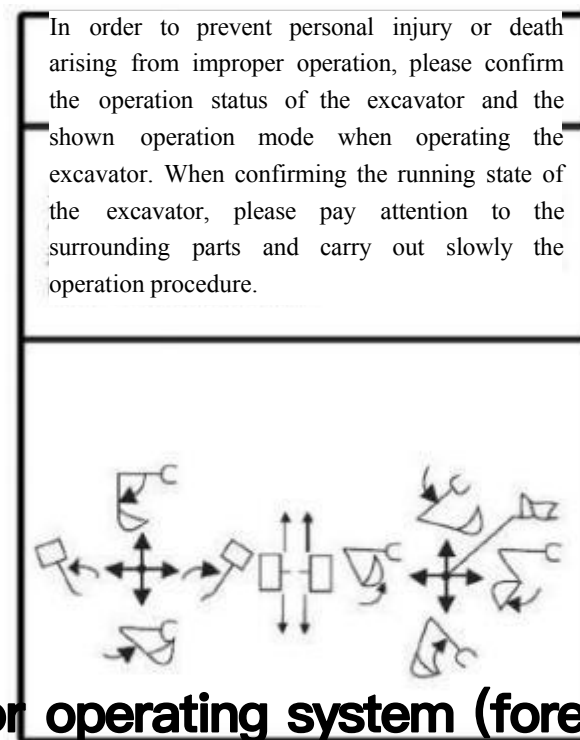 In order to prevent personal injury or death
arising from improper operation, please confirm
the operation status of the excavator and the
shown operation mode when operating the
excavator. When confirming the running state of
the excavator, please pay attention to the
surrounding parts and carry out slowly the
operation procedure.
or operating system (fore